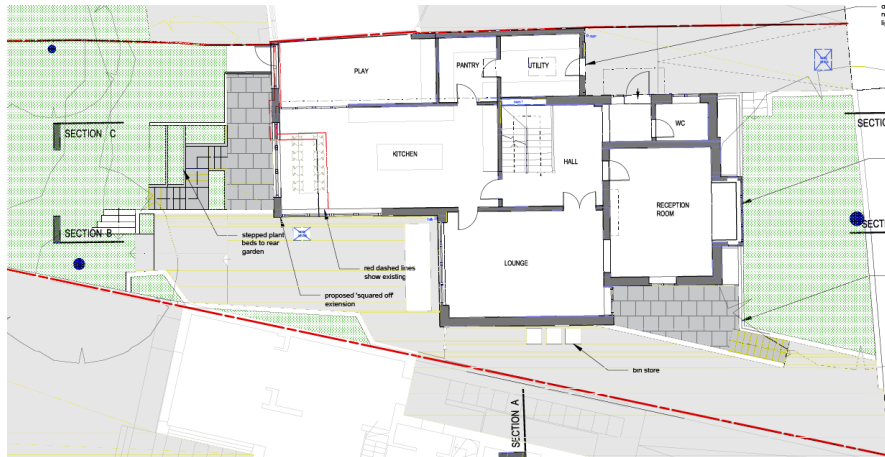 PLAY
PANTRY
UTILITY
SECTION C
WC
KITCHEN
HALL
RECEPTION
ROOM
SECTION B
stepped plant
beds to rear
garden
LOUNGE
red dashed lines
show existing
proposed 'squared off'
extension
bin store
SECTION A